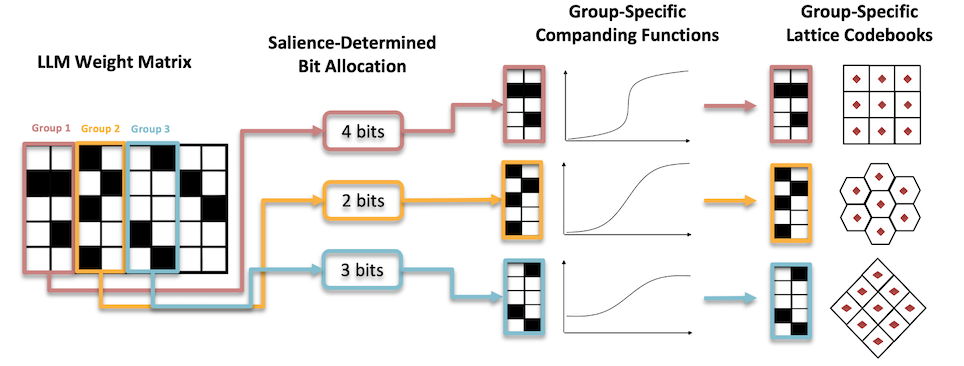 LLM Weight Matrix
Group 1
Group 2
Group 3
Salience-Determined
Bit Allocation
4 bits
2 bits
3 bits
Group-Specific
Companding Functions
Group-Specific
Lattice Codebooks